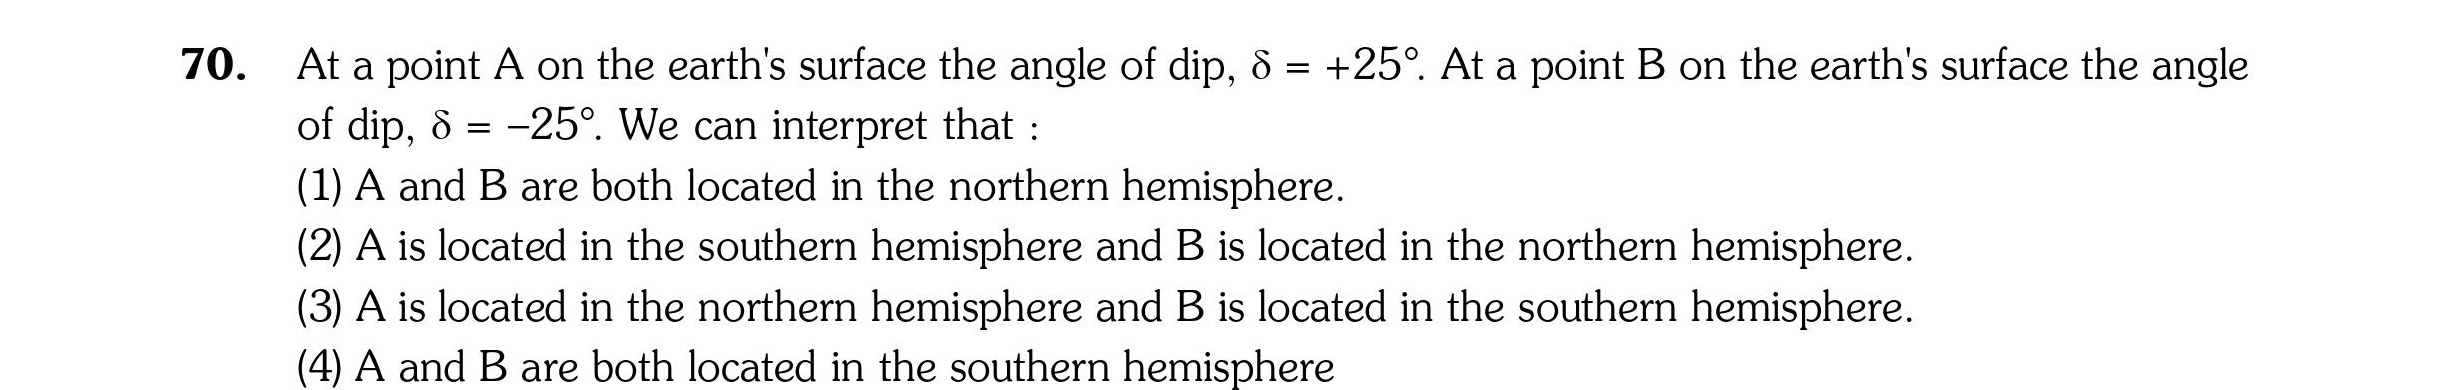 70. At a point A on the earth's surface the angle of dip, δ = +25°. At a point B on the earth's surface the angle
of dip, δ = –25°. We can interpret that :
(1) A and B are both located in the northern hemisphere.
(2) A is located in the southern hemisphere and B is located in the northern hemisphere.
(3) A is located in the northern hemisphere and B is located in the southern hemisphere.
(4) A and B are both located in the southern hemisphere